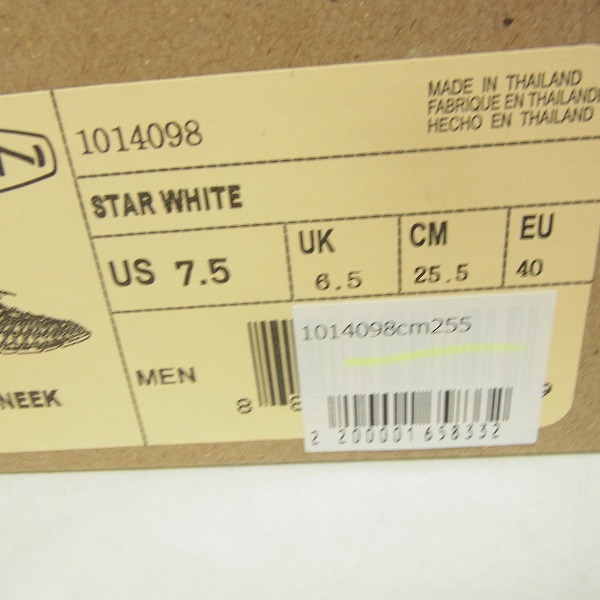 MADE IN THAILAND
FABRIQUE EN THAILANDE
HECHO EN THAILAND
1014098
STAR WHITE
US 7.5
UK 6.5
CM 25.5
EU 40
NEEK
MEN
1014098cm255
2 200001 658332